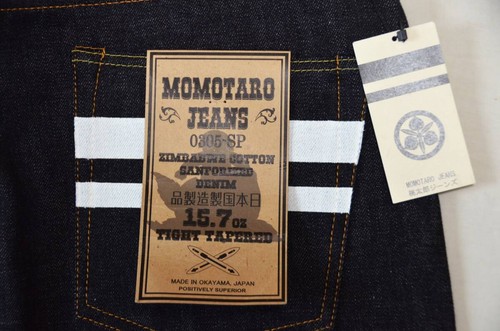 MOMOTARO
JEANS
0305-SP
ZIMBABWE COTTON
SANFORIZED
DENIM
品製造製国本日
15.7oz
TIGHT TAPERED
MADE IN OKAYAMA, JAPAN
POSITIVELY SUPERIOR
MOMOTARO JEANS
桃太郎ジーンズ